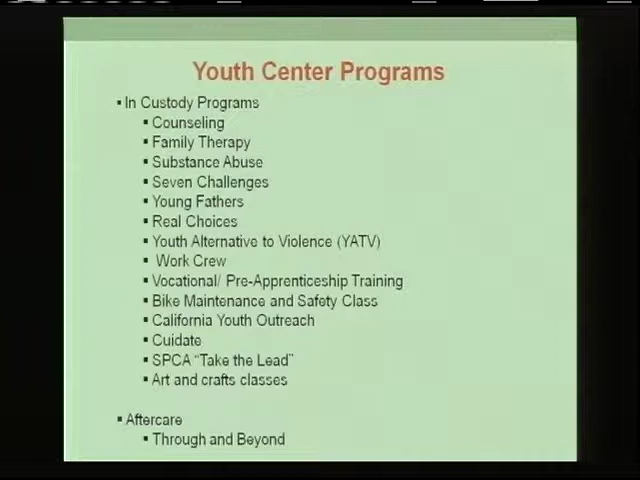 Youth Center Programs
▪ In Custody Programs
▪ Counseling
▪ Family Therapy
▪ Substance Abuse
▪ Seven Challenges
▪ Young Fathers
▪ Real Choices
▪ Youth Alternative to Violence (YATV)
▪ Work Crew
▪ Vocational/ Pre-Apprenticeship Training
▪ Bike Maintenance and Safety Class
▪ California Youth Outreach
▪ Cuidate
▪ SPCA "Take the Lead"
▪ Art and crafts classes
▪ Aftercare
▪ Through and Beyond